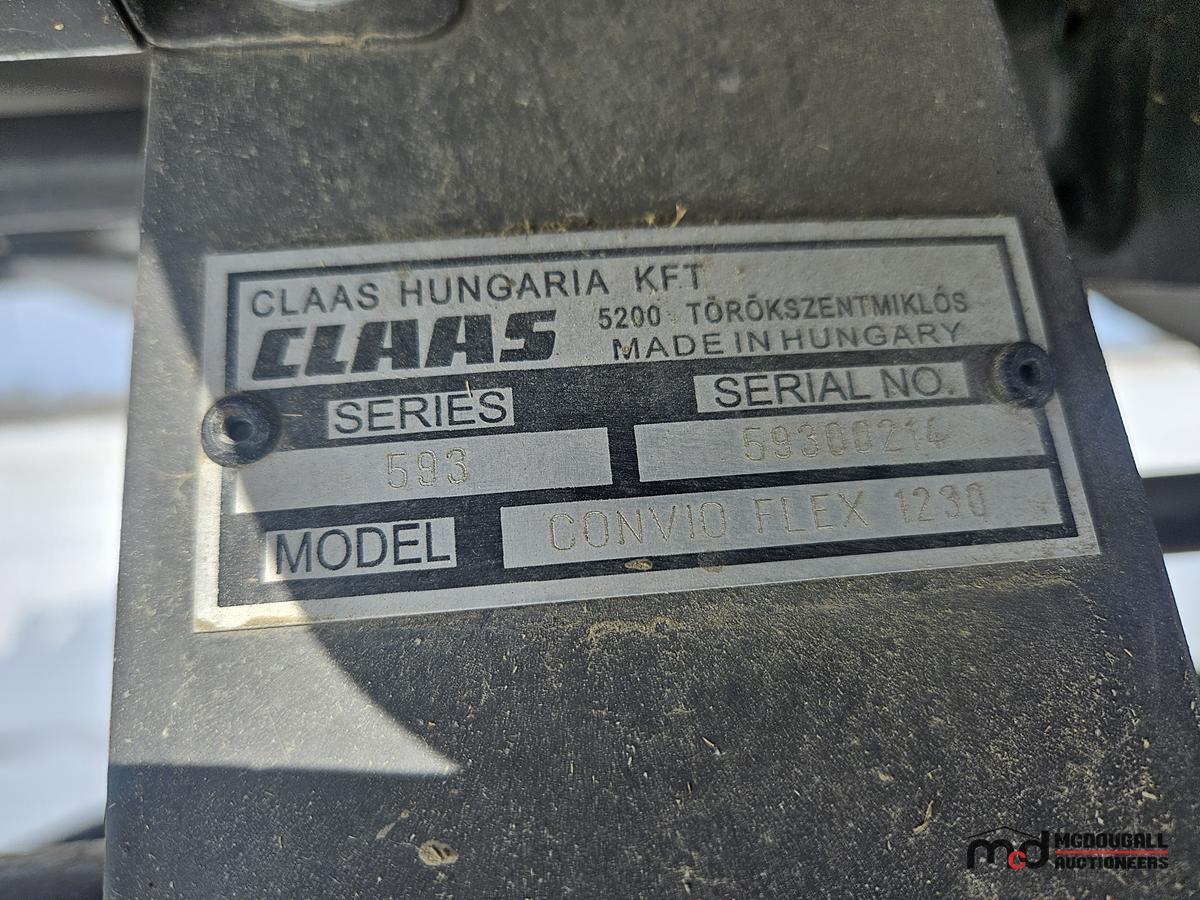 CLAAS HUNGARIA KFT
CLAAS
5200 TÖRÖKSZENTMIKLÓS
MADE IN HUNGARY
SERIES
SERIAL NO.
593
59300214
MODEL
CONVIO FLEX 1230
mcd MCDOUGALL
AUCTIONEERS